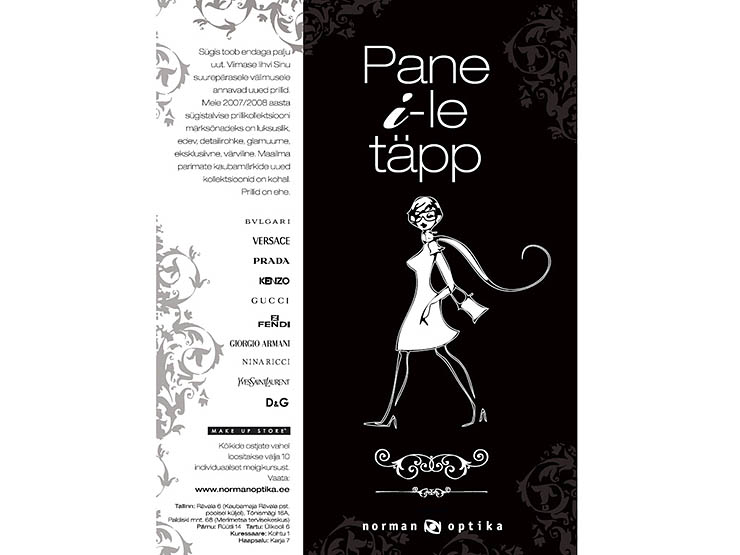 Sügis toob endaga palju
uut. Viimase lihvi Sinu
suurepärasele välimusele
annavad uued prillid.
Meie 2007/2008 aasta
sügistalvise prillikollektsiooni
märksõnadeks on luksuslik,
edev, detailirohke, glamuurne,
eksklusiivne, värviline. Maailma
parimate kaubamärkide uued
kollektsioonid on kohal.
Prillid on ehe.
BVLGARI
VERSACE
PRADA
KENZO
GUCCI
FENDI
GIORGIO ARMANI
NINA RICCI
YVES SAINT LAURENT
D&G
MAKE UP STORE
Kõikide ostjate vahel
loositakse välja 10
individuaalset meigikursust.
Vaata:
www.normanoptika.ee
Tallinn: Rävala 6 (Kaubamaja Rävala pst.
poolsel küljel), Tõnismägi 16A,
Paldiski mnt. 68 (Merimetsa tervisekeskus)
Pärnu: Rüütli 14 Tartu: Ülikooli 6
Kuressaare: Kohtu 1
Haapsalu: Karja 7
Pane
i-le
täpp
norman optika